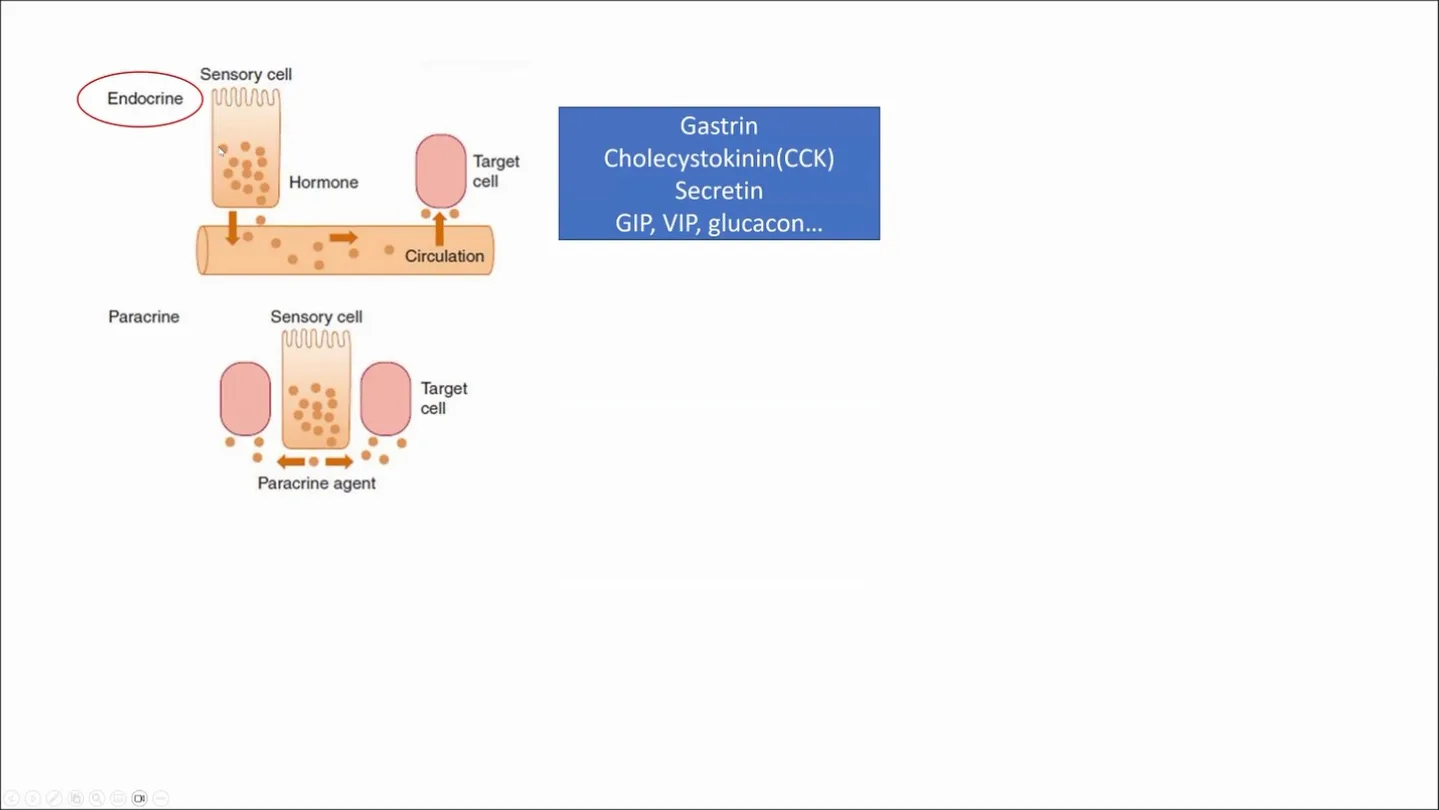 Sensory cell
Endocrine
Target
cell
Hormone
Circulation
Gastrin
Cholecystokinin(CCK)
Secretin
GIP, VIP, glucacon...
Paracrine
Sensory cell
Target
cell
Paracrine agent